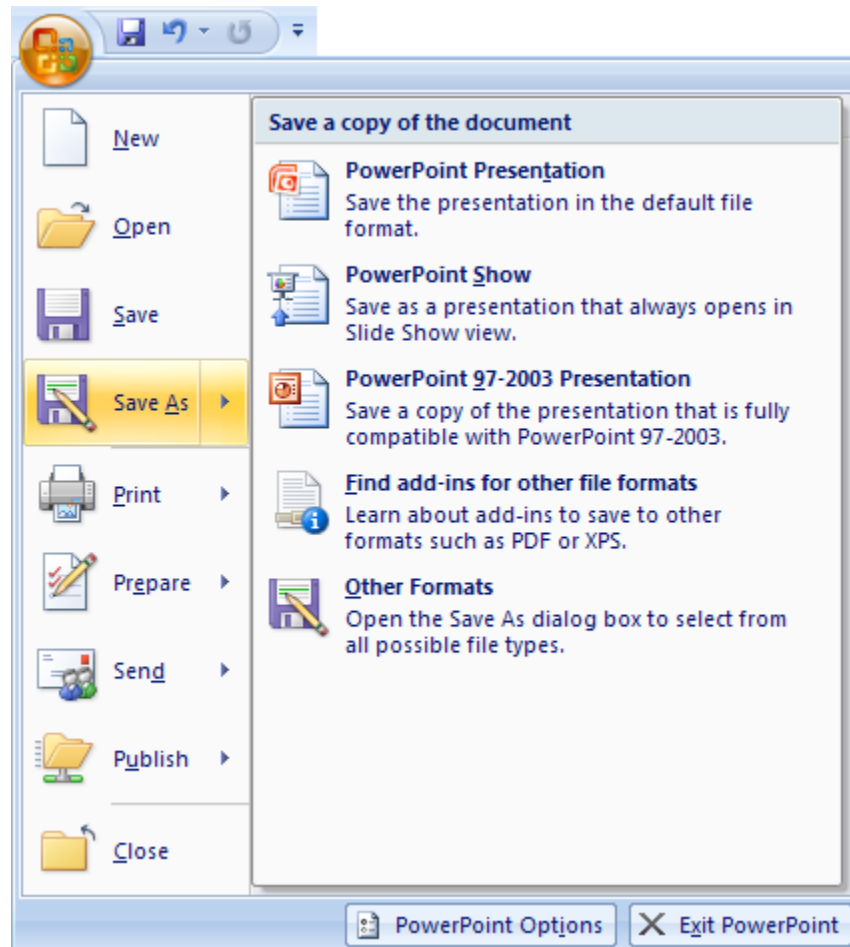 New
Open
Save
Save As
Print
Prepare
Send
Publish
Close
Save a copy of the document
PowerPoint Presentation
Save the presentation in the default file
format.
PowerPoint Show
Save as a presentation that always opens in
Slide Show view.
PowerPoint 97-2003 Presentation
Save a copy of the presentation that is fully
compatible with PowerPoint 97-2003.
Find add-ins for other file formats
Learn about add-ins to save to other
formats such as PDF or XPS.
Other Formats
Open the Save As dialog box to select from
all possible file types.
PowerPoint Options
Exit PowerPoint